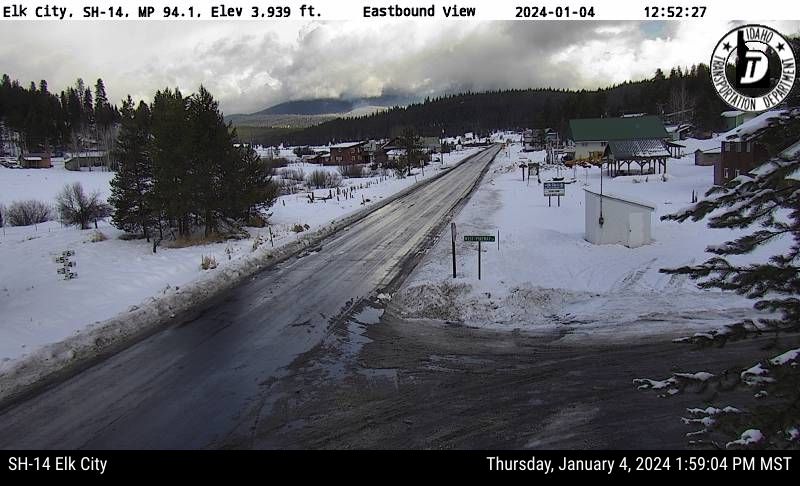 Elk City, SH-14, MP 94.1, Elev 3,939 ft. Eastbound View 2024-01-04 12:52:27
IDAHO
TRANSPORTATION DEPARTMENT
SH-14 Elk City Thursday, January 4, 2024 1:59:04 PM MST